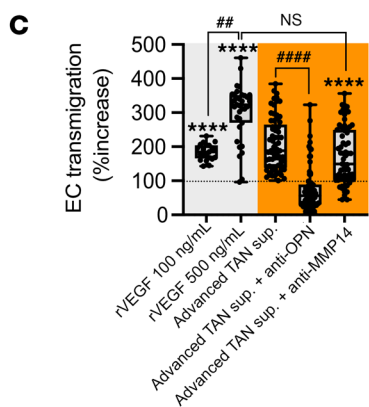 c
## NS
**** ####
**** ****
EC transmigration
(%increase)
500
400
300
200
100
0
rVEGF 100 ng/mL
rVEGF 500 ng/mL
Advanced TAN sup.
Advanced TAN sup. + anti-OPN
Advanced TAN sup. + anti-MMP14